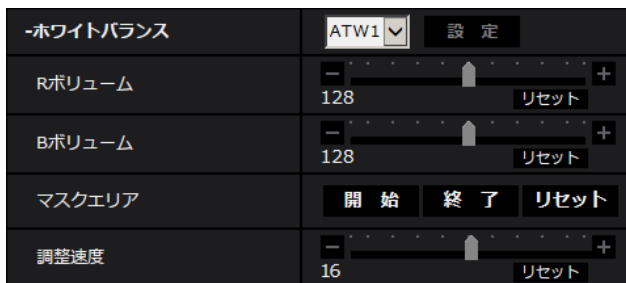 -ホワイトバランス ATW1 設 定
Rボリューム - +
128 リセット
Bボリューム - +
128 リセット
マスクエリア 開 始 終 了 リセット
調整速度 - +
16 リセット